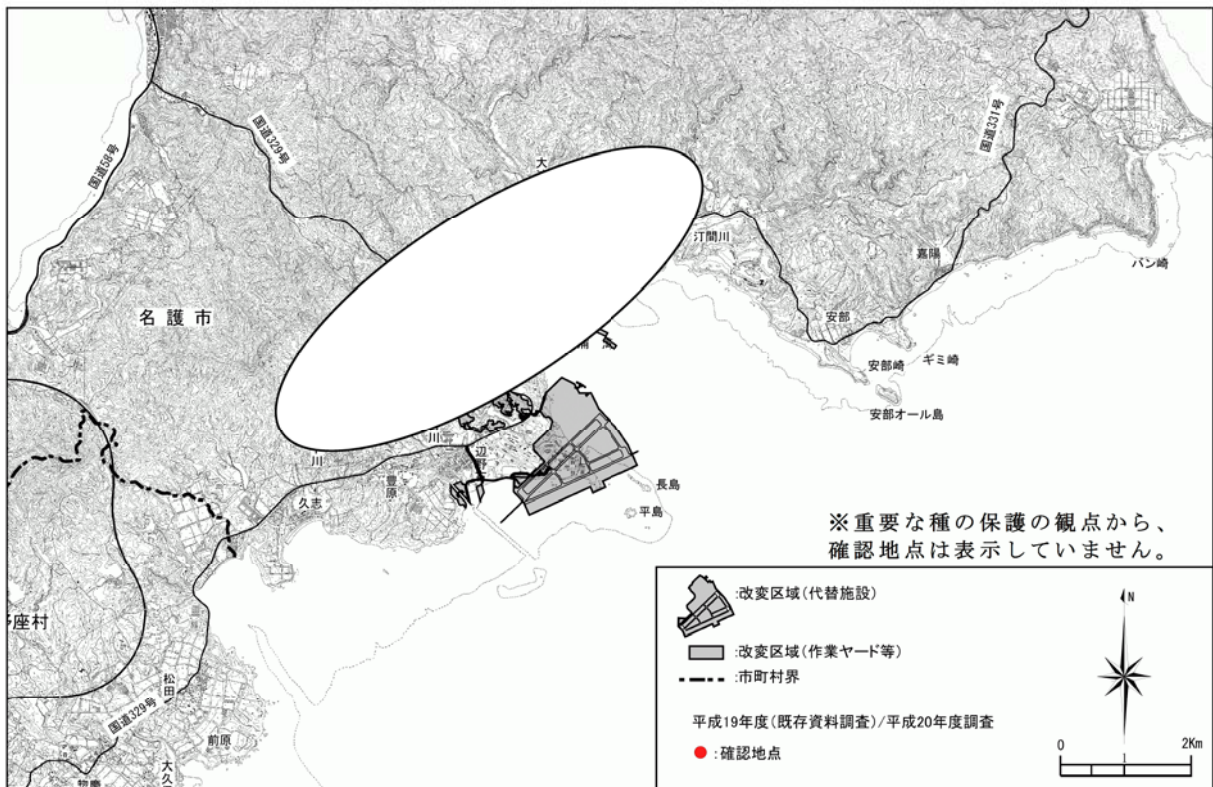 国道58号
国道329号
国道331号
大
汀間川
嘉陽
バン崎
名護市
安部
安部崎
ギミ崎
安部オール島
川
川
辺野
豊原
久志
長島
平島
※重要な種の保護の観点から、
確認地点は表示していません。
座村
松田
国道329号
前原
大久
惣慶
:改変区域(代替施設)
:改変区域(作業ヤード等)
:市町村界
平成19年度(既存資料調査)/平成20年度調査
:確認地点
N
0
1
2Km